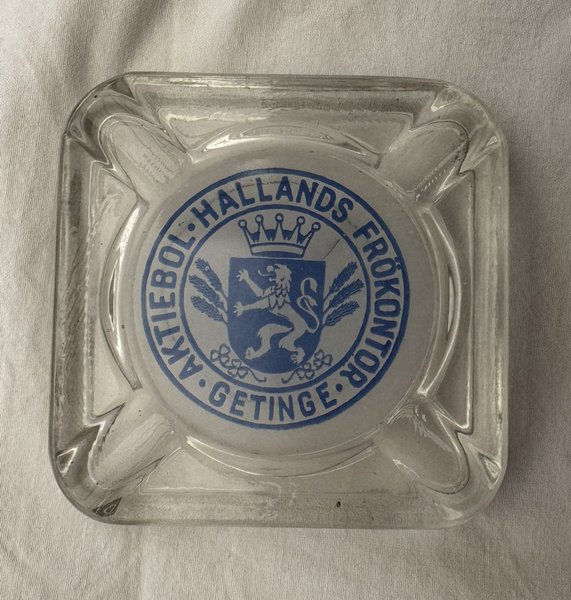 AKTIEBOL · HALLANDS FRÖKONTOR ·
GETINGE ·